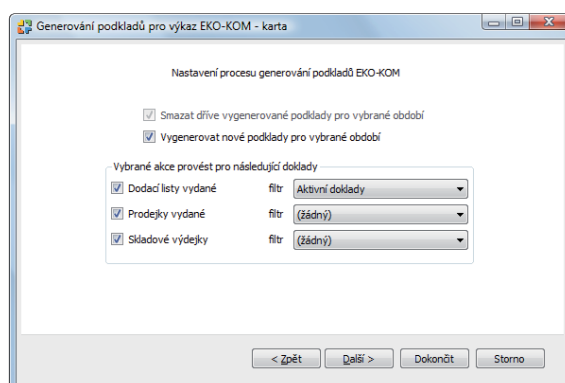 Generování podkladů pro výkaz EKO-KOM - karta
Nastavení procesu generování podkladů EKO-KOM
Smazat dříve vygenerované podklady pro vybrané období
Vygenerovat nové podklady pro vybrané období
Vybrané akce provést pro následující doklady
Dodací listy vydané filtr Aktivní doklady
Prodejky vydané filtr (žádný)
Skladové výdejky filtr (žádný)
< Zpět Další > Dokončit Storno